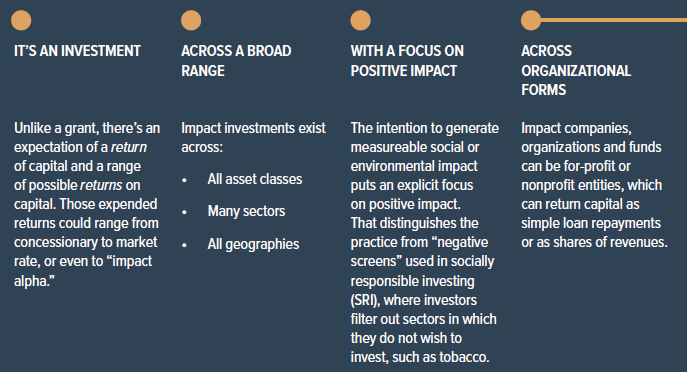 IT'S AN INVESTMENT
Unlike a grant, there's an
expectation of a return
of capital and a range
of possible returns on
capital. Those expended
returns could range from
concessionary to market
rate, or even to “impact
alpha.”
ACROSS A BROAD
RANGE
Impact investments exist
across:
• All asset classes
• Many sectors
• All geographies
WITH A FOCUS ON
POSITIVE IMPACT
The intention to generate
measureable social or
environmental impact
puts an explicit focus
on positive impact.
That distinguishes the
practice from “negative
screens” used in socially
responsible investing
(SRI), where investors
filter out sectors in which
they do not wish to
invest, such as tobacco.
ACROSS
ORGANIZATIONAL
FORMS
Impact companies,
organizations and funds
can be for-profit or
nonprofit entities, which
can return capital as
simple loan repayments
or as shares of revenues.